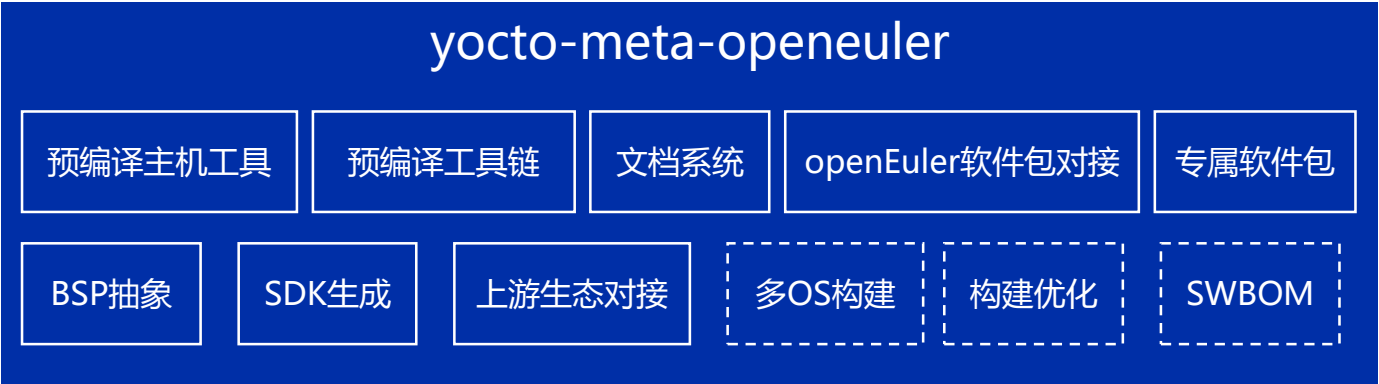 yocto-meta-openeuler
预编译主机工具
预编译工具链
文档系统
openEuler软件包对接
专属软件包
BSP抽象
SDK生成
上游生态对接
多OS构建
构建优化
SWBOM